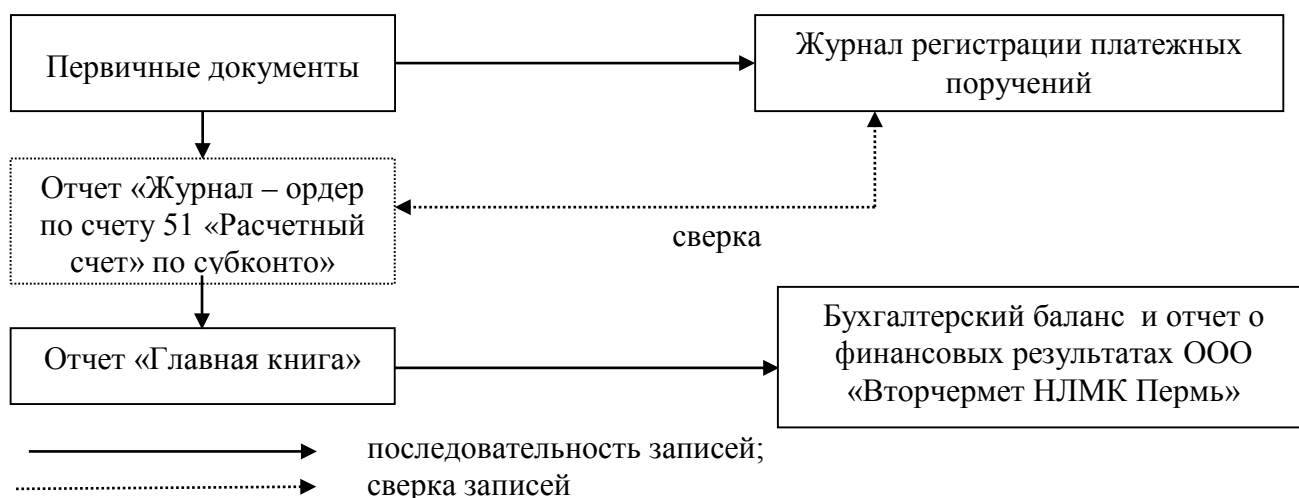 Первичные документы
Журнал регистрации платежных
поручений
Отчет «Журнал – ордер
по счету 51 «Расчетный
счет» по субконто»
сверка
Отчет «Главная книга»
Бухгалтерский баланс и отчет о
финансовых результатах ООО
«Вторчермет НЛМК Пермь»
последовательность записей;
сверка записей